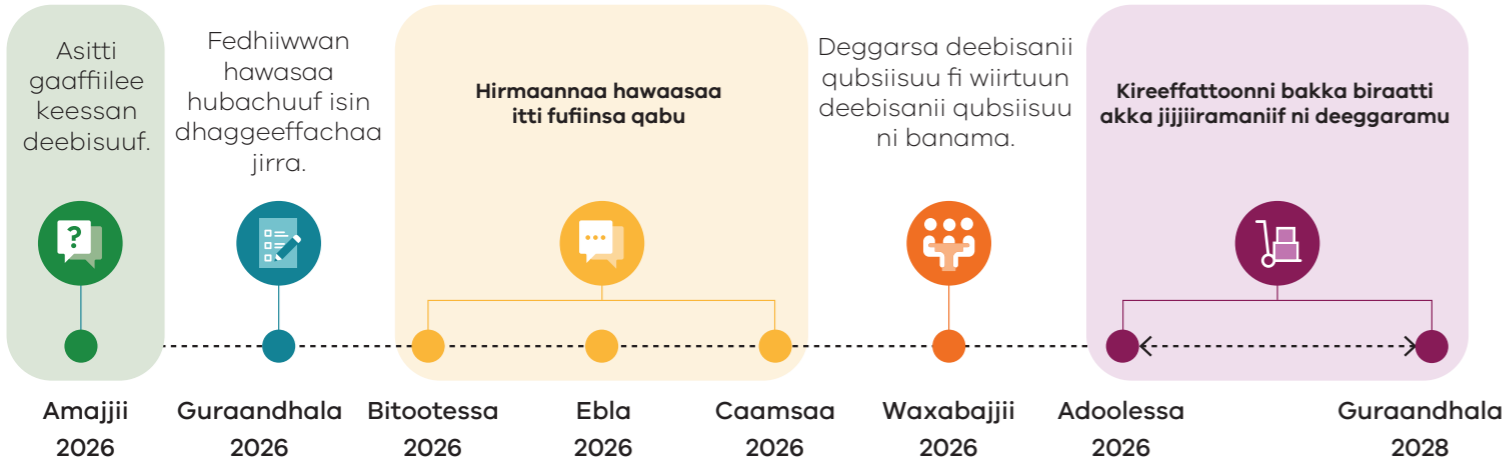 Asitti
gaaffiilee
keessan
deebisuuf.
Fedhiiwwan
hawasaa
hubachuuf isin
dhaggeeffachaa
jirra.
Hirmaannaa hawaasaa
itti fufiinsa qabu
Deggarsa deebisanii
qubsiisuu fi wiirtuun
deebisanii qubsiisuu
ni banama.
Kireeffattoonni bakka biraatti
akka jijjiiramaniif ni deeggaramu
?
Amajjii
2026
Guraandhala
2026
Bitootessa
2026
Ebla
2026
Caamsaa
2026
Waxabajjii
2026
Adoolessa
2026
Guraandhala
2028